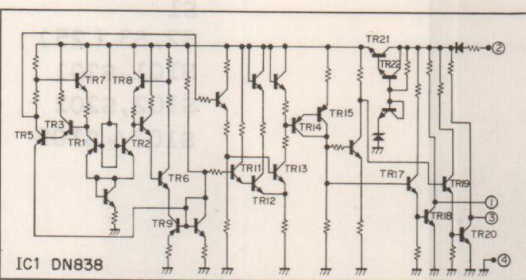 TR21
TR22
②
TR7 TR8
TR15
TR14
TR5 TR3 TR1 TR2
TR6 TR11 TR13 TR17 TR19
TR12
TR9 TR18 ①
③
TR20
④
IC1 DN838